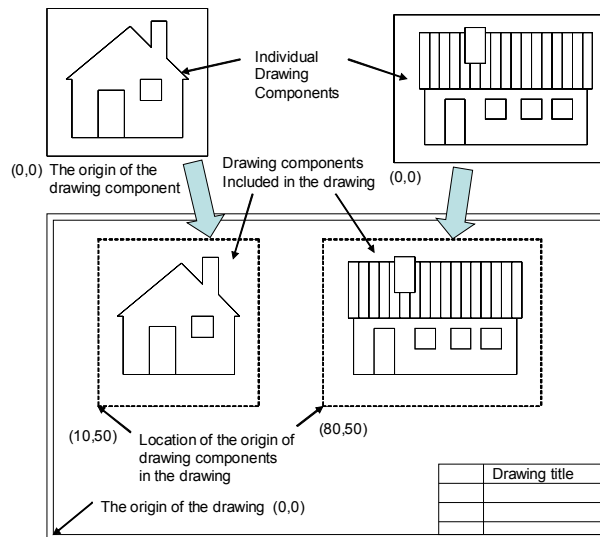 Individual
Drawing
Components
(0,0) The origin of the
drawing component
Drawing components
Included in the drawing
(0,0)
(10,50)
Location of the origin of
drawing components
in the drawing
(80,50)
The origin of the drawing (0,0)
Drawing title